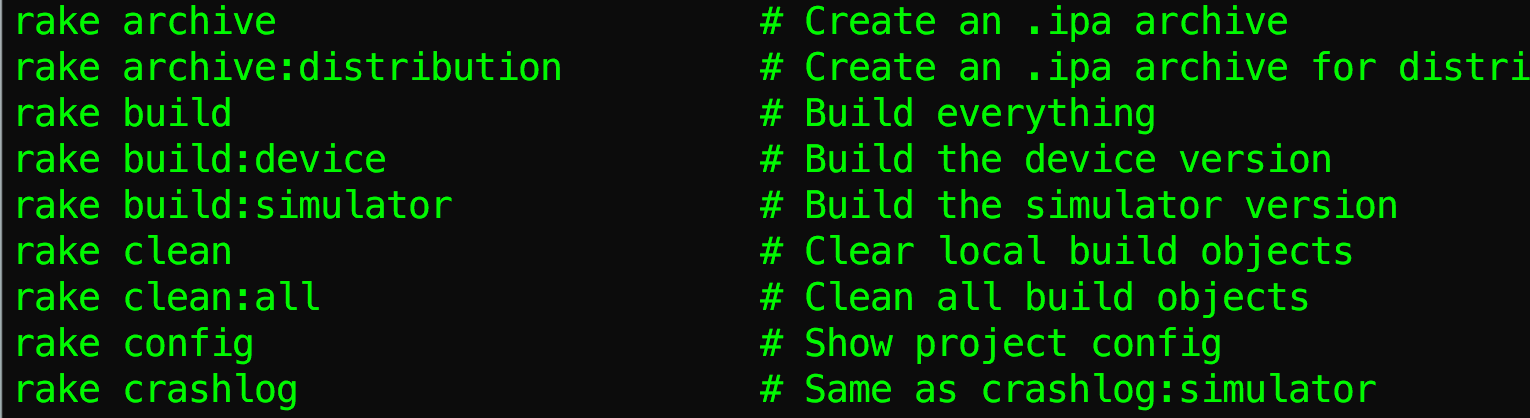 rake archive # Create an .ipa archive
rake archive:distribution # Create an .ipa archive for distri
rake build # Build everything
rake build:device # Build the device version
rake build:simulator # Build the simulator version
rake clean # Clear local build objects
rake clean:all # Clean all build objects
rake config # Show project config
rake crashlog # Same as crashlog:simulator